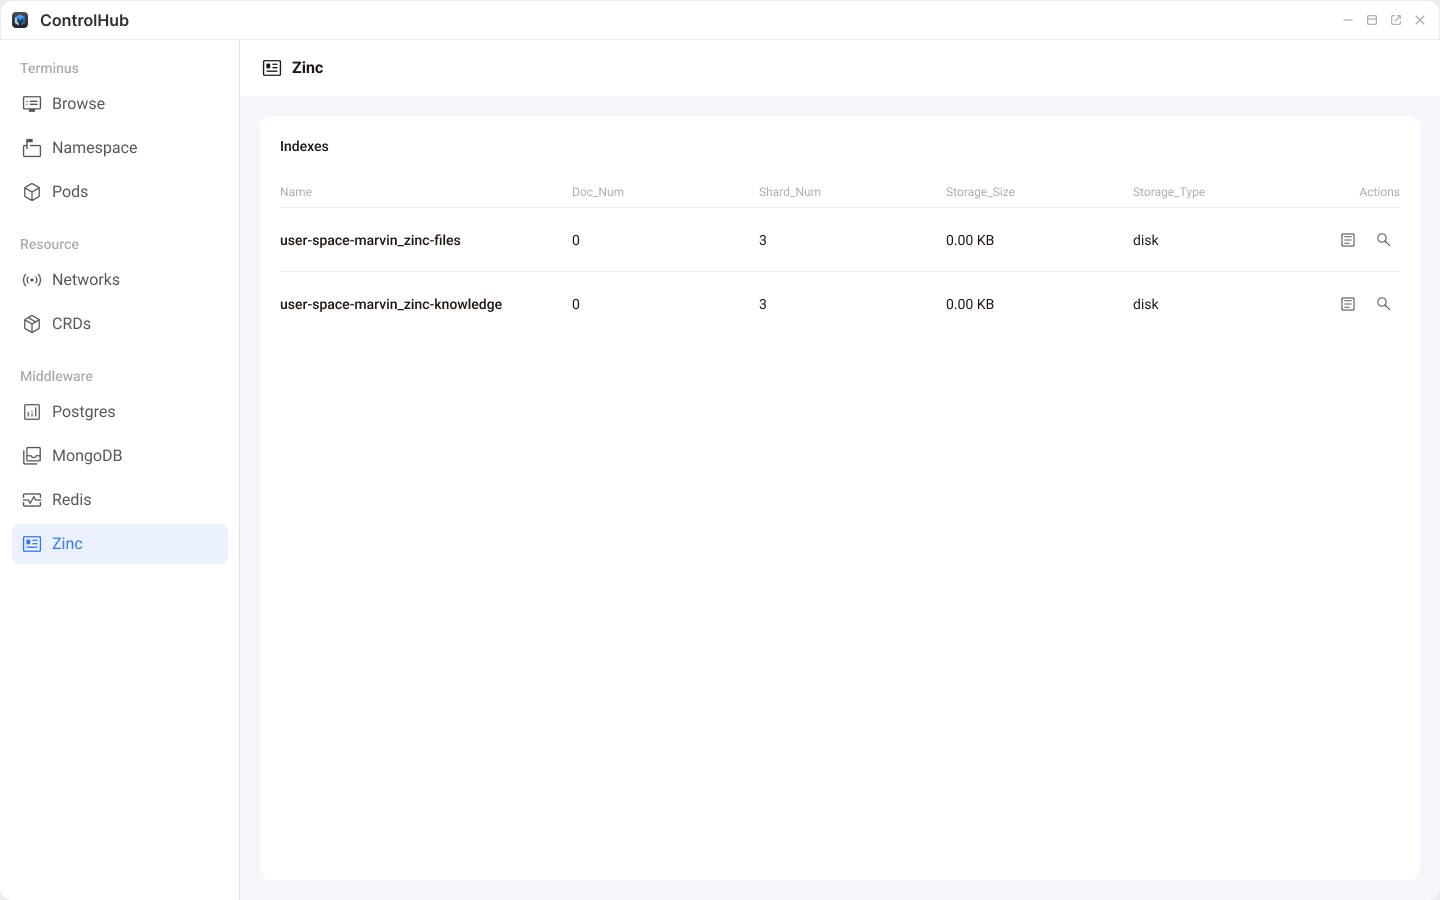 ControlHub
Terminus
Browse
Namespace
Pods
Resource
Networks
CRDs
Middleware
Postgres
MongoDB
Redis
Zinc
Zinc
Indexes
Name Doc_Num Shard_Num Storage_Size Storage_Type Actions
user-space-marvin_zinc-files 0 3 0.00 KB disk
user-space-marvin_zinc-knowledge 0 3 0.00 KB disk